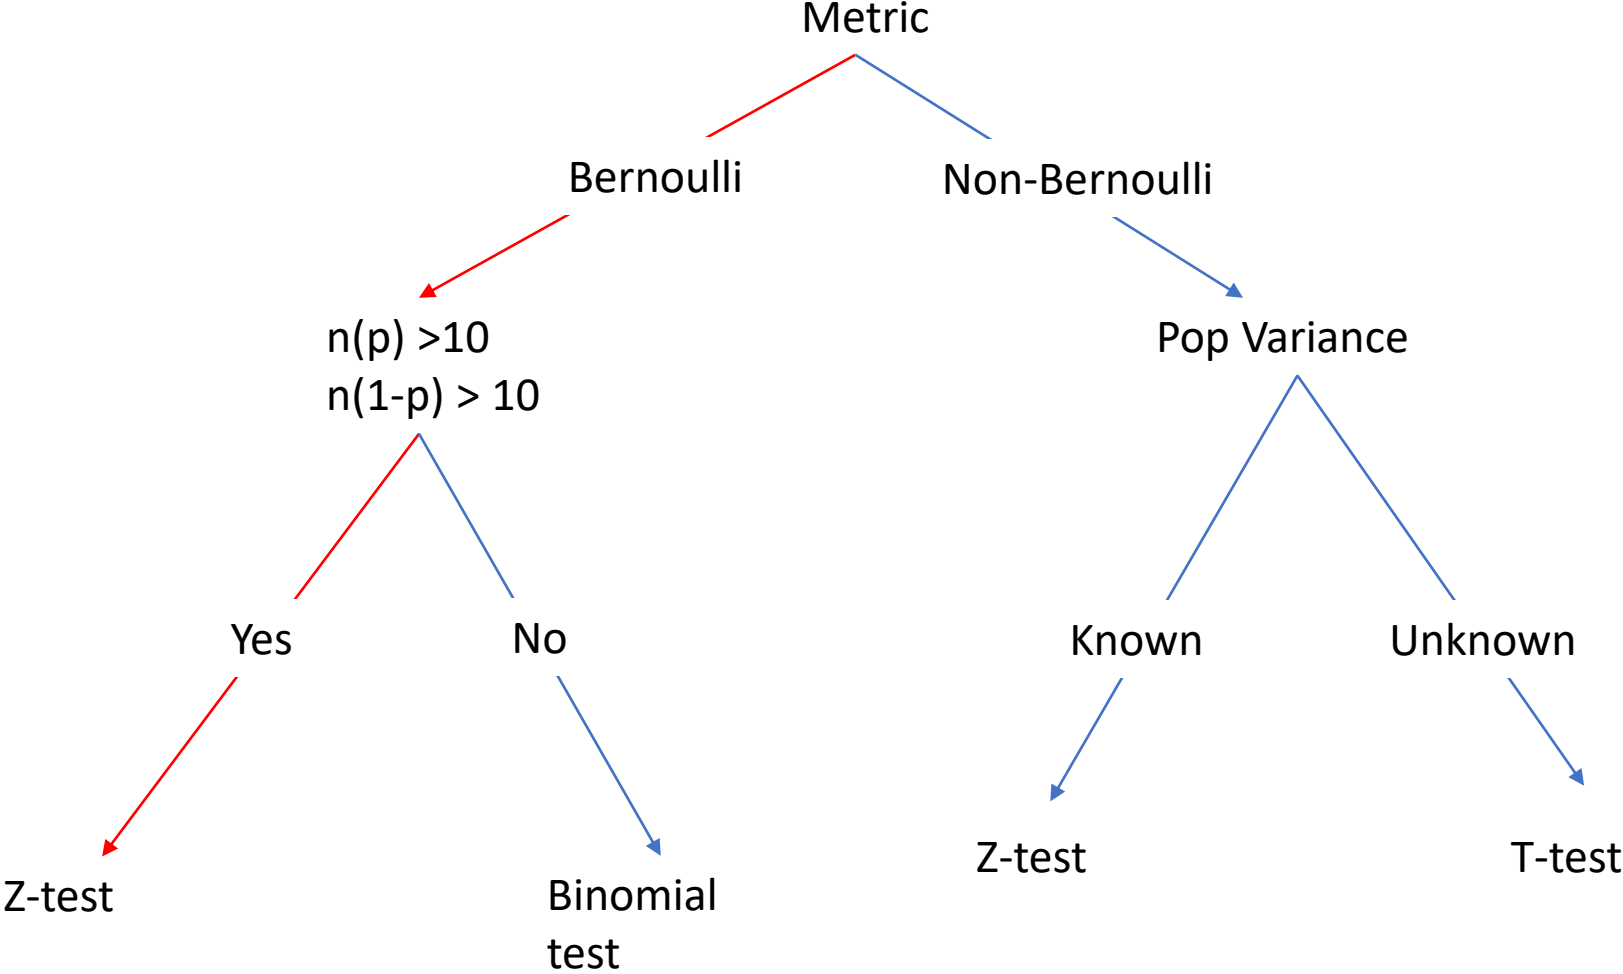 Metric
Bernoulli
Non-Bernoulli
n(p) >10
n(1-p) > 10
Pop Variance
Yes
No
Known
Unknown
Z-test
Binomial
test
Z-test
T-test